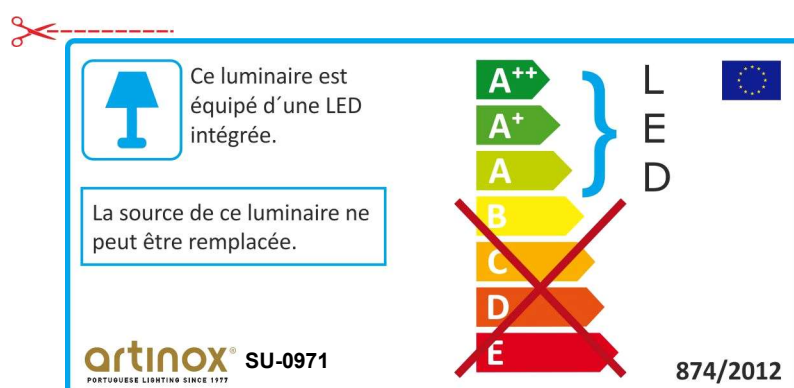 Ce luminaire est
équipé d´une LED
intégrée.
La source de ce luminaire ne
peut être remplacée.
A++
A+
A
B
C
D
E
L
E
D
artinox® SU-0971
PORTUGUESE LIGHTING SINCE 1977
874/2012